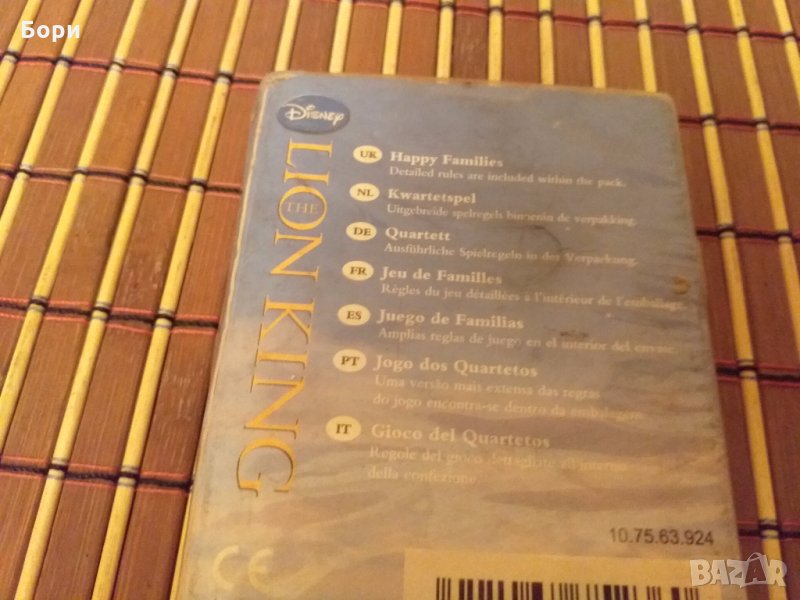 Бори
Disney
THE
LION KING
UK Happy Families
Detailed rules are included within the pack.
NL Kwartetspel
Uitgebreide spelregels binnenin de verpakking.
DE Quartett
Ausführliche Spielregeln in der Verpackung.
FR Jeu de Familles
Règles du jeu détaillées à l'intérieur de l'emballage.
ES Juego de Familias
Amplias reglas de juego en el interior del envase.
PT Jogo dos Quartetos
Uma versão mais extensa das regras
do jogo encontra-se dentro da embalagem.
IT Gioco del Quartetos
Regole del gioco dettagliate all'interno
della confezione
10.75.63.924
CE
BAZAR